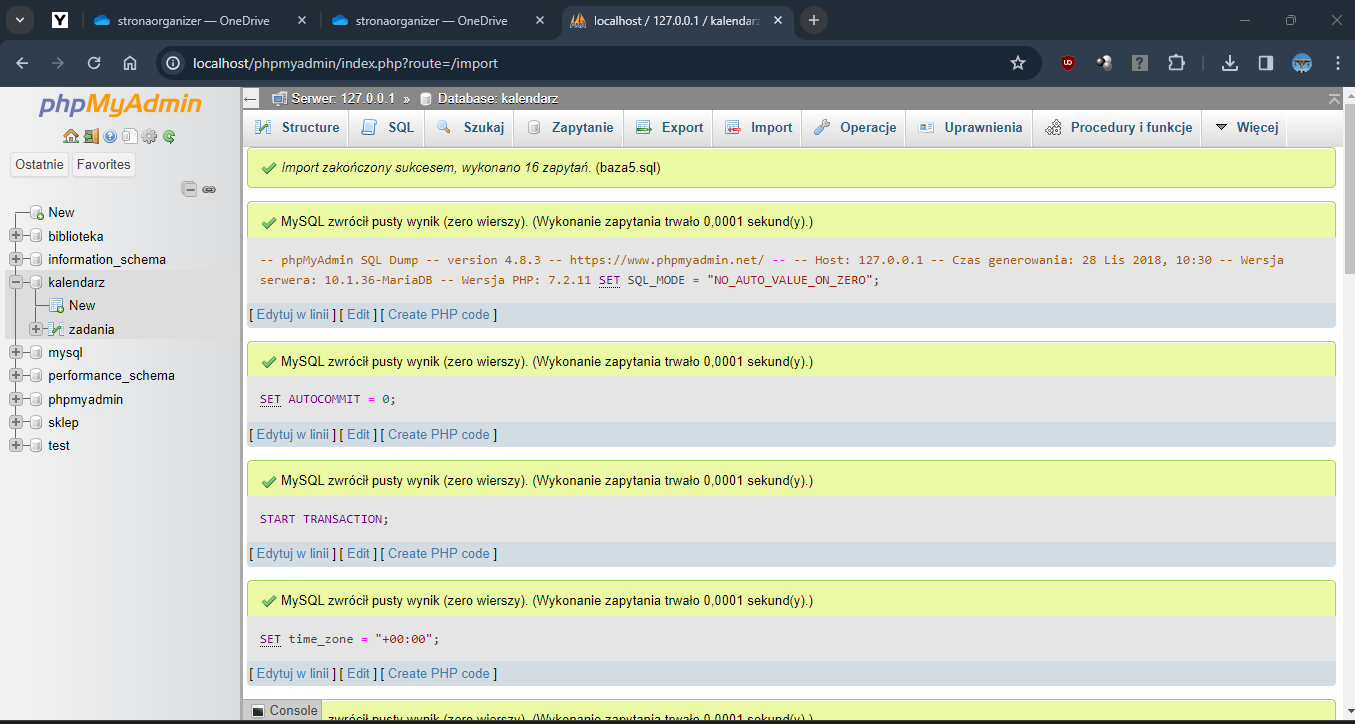 Y
stronaorganizer — OneDrive
stronaorganizer — OneDrive
localhost / 127.0.0.1 / kalendarz
localhost/phpmyadmin/index.php?route=/import
UD
phpMyAdmin
Ostatnie
Favorites
New
biblioteka
information_schema
kalendarz
New
zadania
mysql
performance_schema
phpmyadmin
sklep
test
Serwer: 127.0.0.1 » Database: kalendarz
Structure SQL Szukaj Zapytanie Export Import Operacje Uprawnienia Procedury i funkcje Więcej
Import zakończony sukcesem, wykonano 16 zapytań. (baza5.sql)
MySQL zwrócił pusty wynik (zero wierszy). (Wykonanie zapytania trwało 0,0001 sekund(y).)
-- phpMyAdmin SQL Dump -- version 4.8.3 -- https://www.phpmyadmin.net/ -- -- Host: 127.0.0.1 -- Czas generowania: 28 Lis 2018, 10:30 -- Wersja
serwera: 10.1.36-MariaDB -- Wersja PHP: 7.2.11 SET SQL_MODE = "NO_AUTO_VALUE_ON_ZERO";
[ Edytuj w linii ] [ Edit ] [ Create PHP code ]
MySQL zwrócił pusty wynik (zero wierszy). (Wykonanie zapytania trwało 0,0001 sekund(y).)
SET AUTOCOMMIT = 0;
[ Edytuj w linii ] [ Edit ] [ Create PHP code ]
MySQL zwrócił pusty wynik (zero wierszy). (Wykonanie zapytania trwało 0,0001 sekund(y).)
START TRANSACTION;
[ Edytuj w linii ] [ Edit ] [ Create PHP code ]
MySQL zwrócił pusty wynik (zero wierszy). (Wykonanie zapytania trwało 0,0001 sekund(y).)
SET time_zone = "+00:00";
[ Edytuj w linii ] [ Edit ] [ Create PHP code ]
Console
zwrócił pusty wynik (zero wierszy). (Wykonanie zapytania trwało 0,0001 sekund(y).)